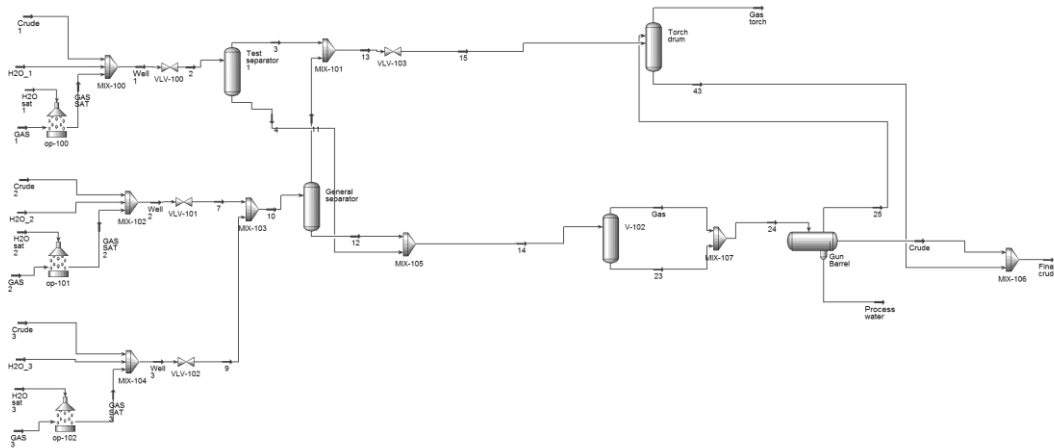 Crude
1
H2O_1
H2O
sat
1
GAS
1
op-100
GAS
SAT
MIX-100
Well
1
VLV-100
2
Test
separator
1
3
4
MIX-101
11
13
VLV-103
15
Torch
drum
Gas
torch
43
Crude
2
H2O_2
H2O
sat
2
GAS
2
op-101
GAS
SAT
2
MIX-102
Well
2
VLV-101
7
MIX-103
10
General
separator
12
MIX-105
14
V-102
Gas
23
MIX-107
24
Gun
Barrel
25
Crude
Process
water
MIX-106
Final
crude
Crude
3
H2O_3
H2O
sat
3
GAS
3
op-102
GAS
SAT
MIX-104
Well
3
VLV-102
9